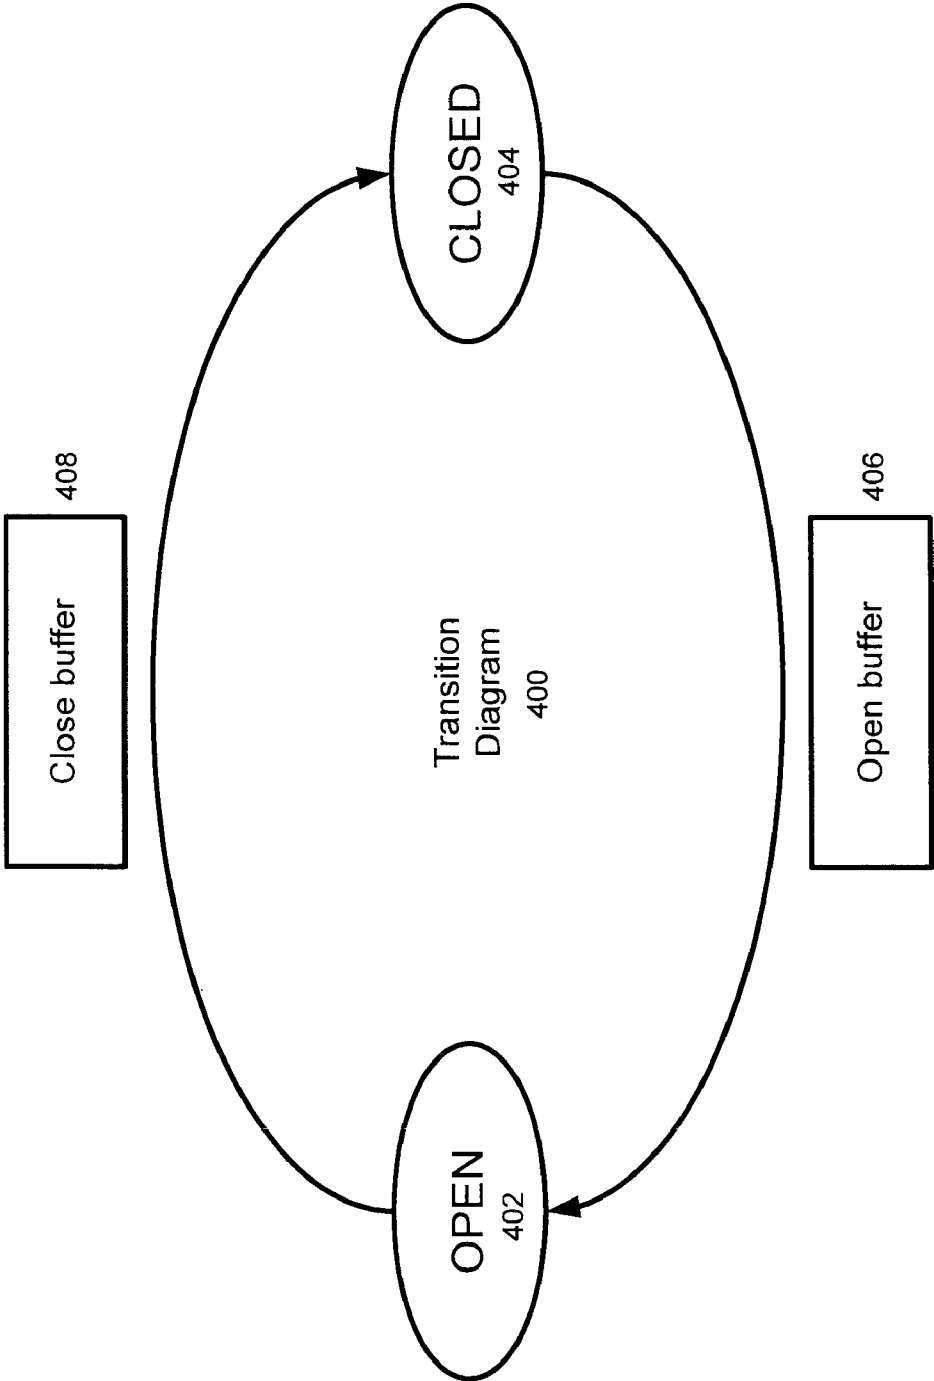 Close buffer
408
OPEN
402
Transition
Diagram
400
CLOSED
404
Open buffer
406